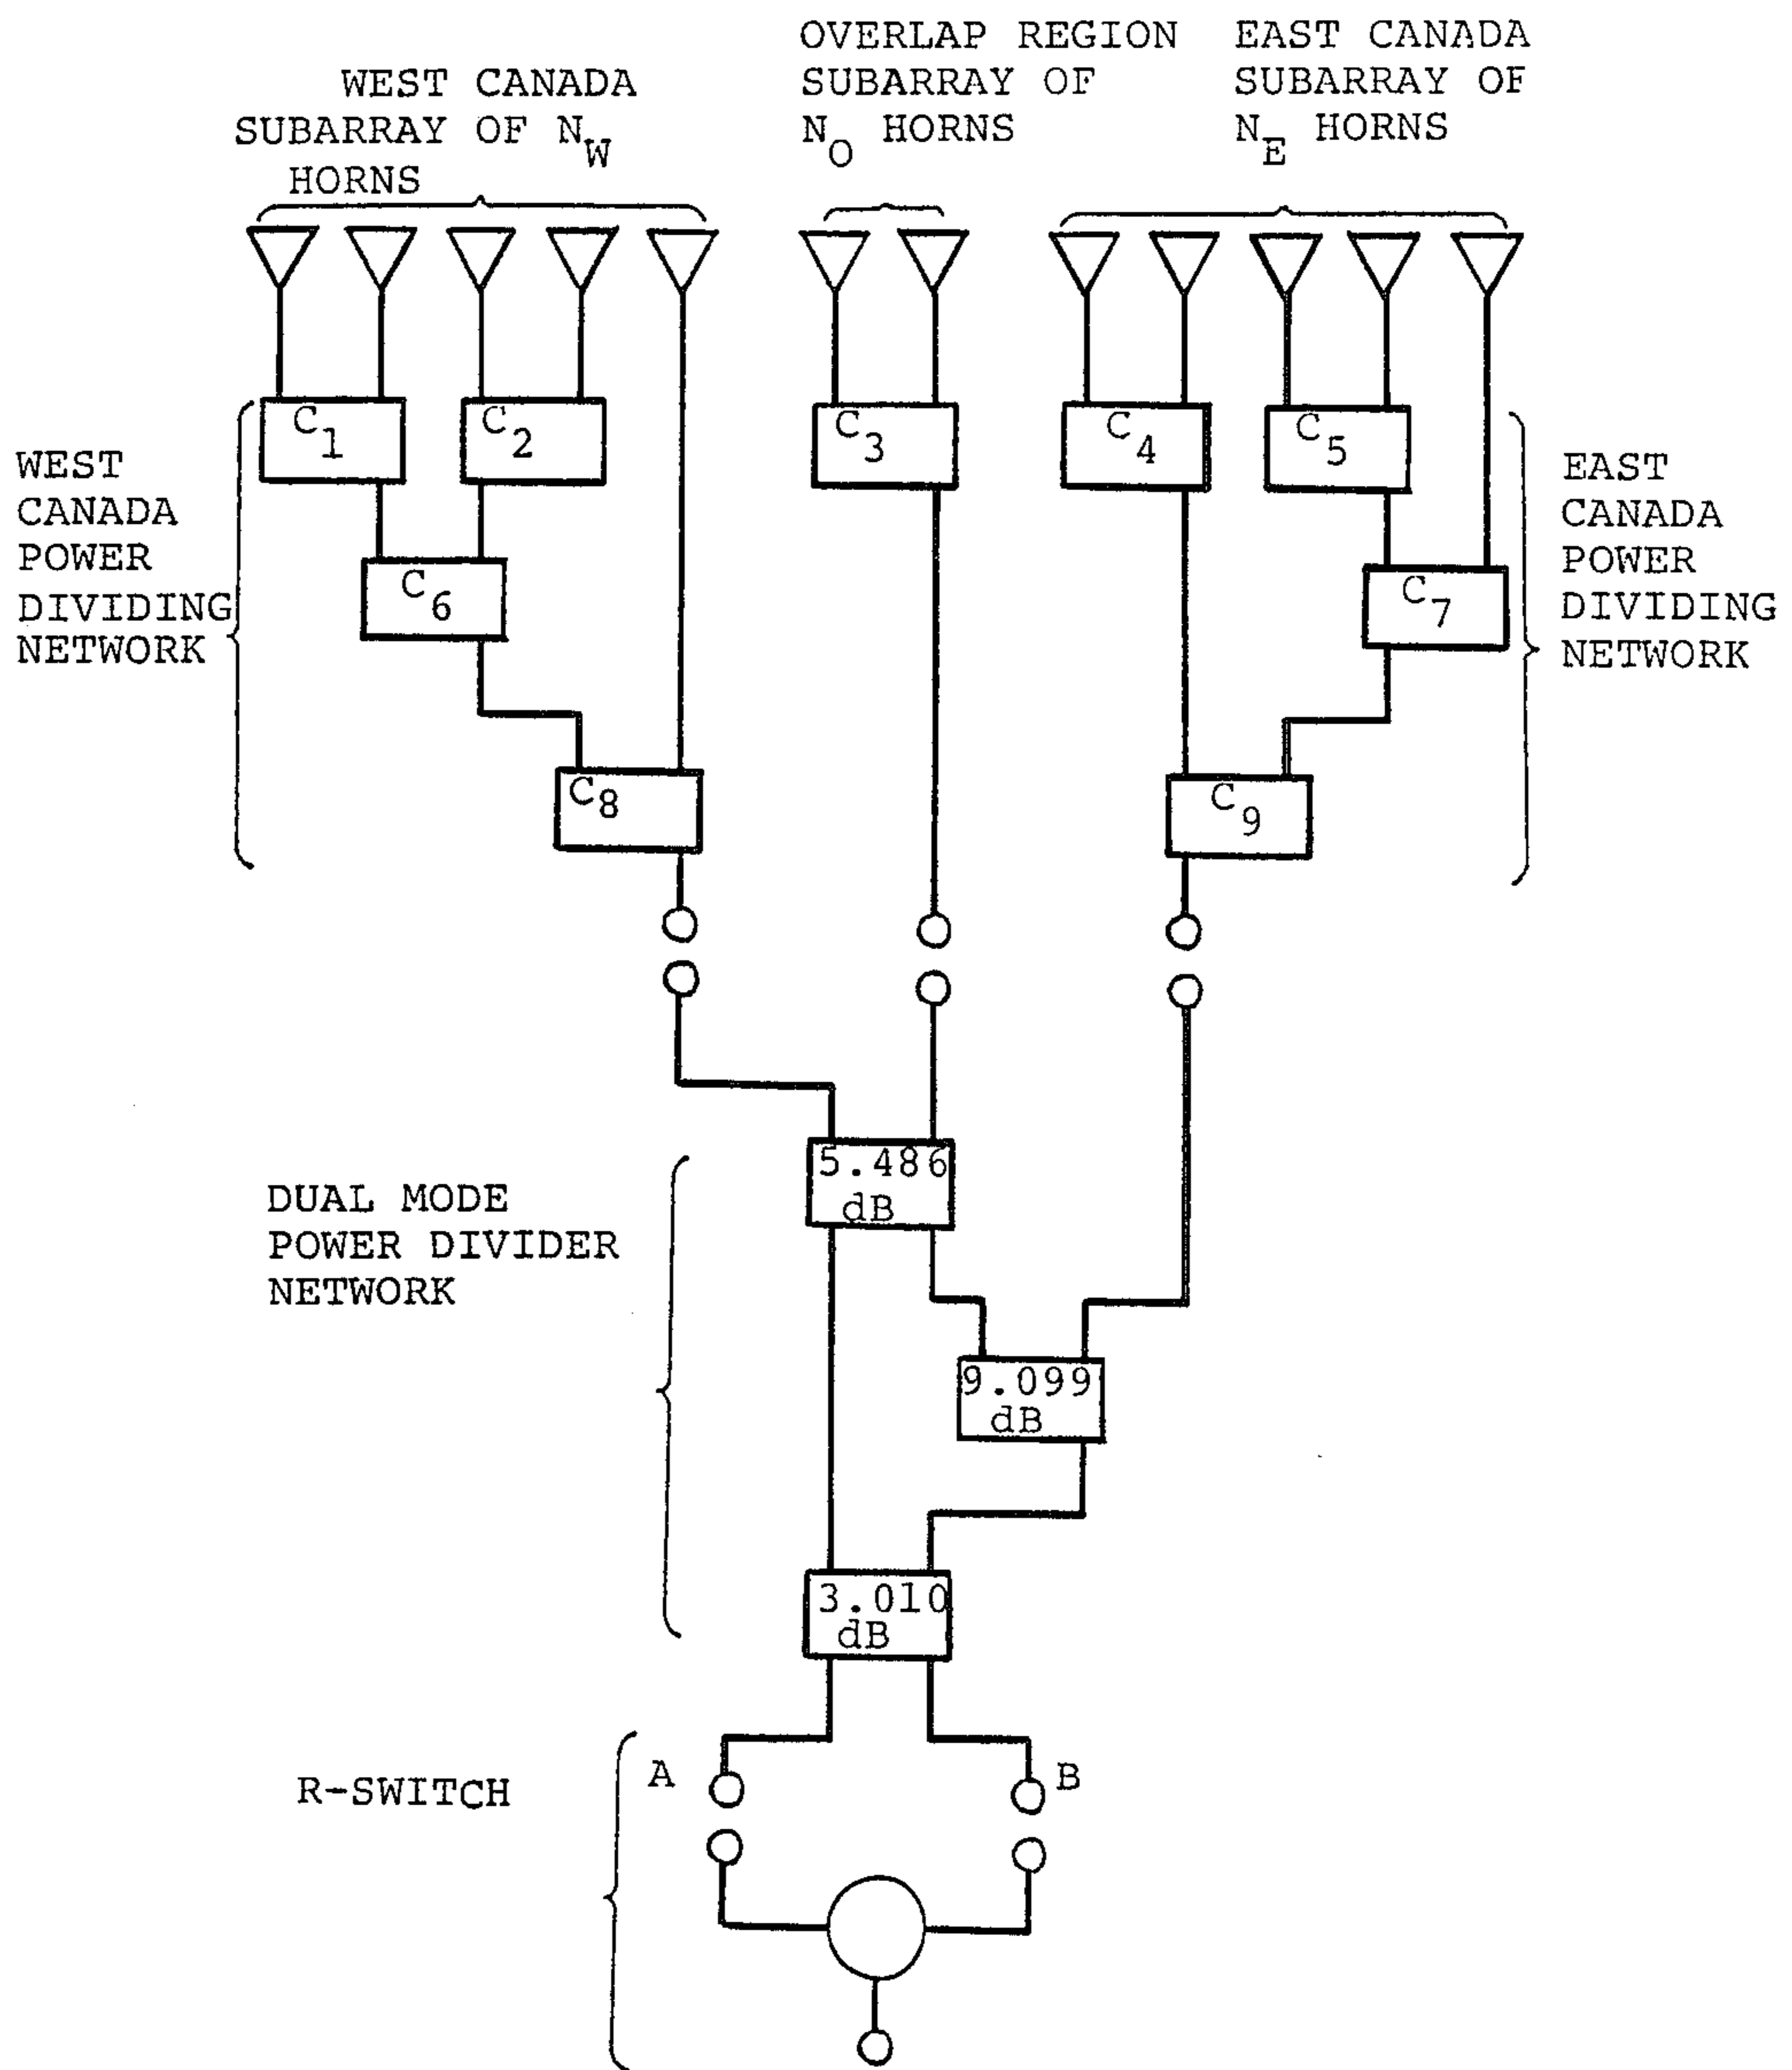 WEST CANADA
SUBARRAY OF N_W
HORNS
OVERLAP REGION
SUBARRAY OF
N_O HORNS
EAST CANADA
SUBARRAY OF
N_E HORNS
WEST
CANADA
POWER
DIVIDING
NETWORK
C_1
C_2
C_3
C_4
C_5
C_6
C_7
C_8
C_9
EAST
CANADA
POWER
DIVIDING
NETWORK
DUAL MODE
POWER DIVIDER
NETWORK
5.486
dB
9.099
dB
3.010
dB
R-SWITCH
A
B